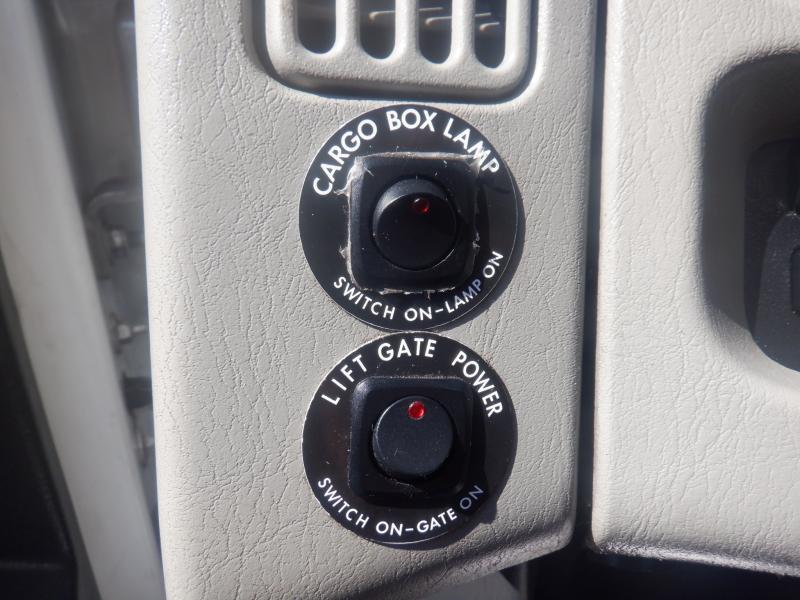 CARGO BOX LAMP
SWITCH ON-LAMP ON
LIFT GATE POWER
SWITCH ON-GATE ON